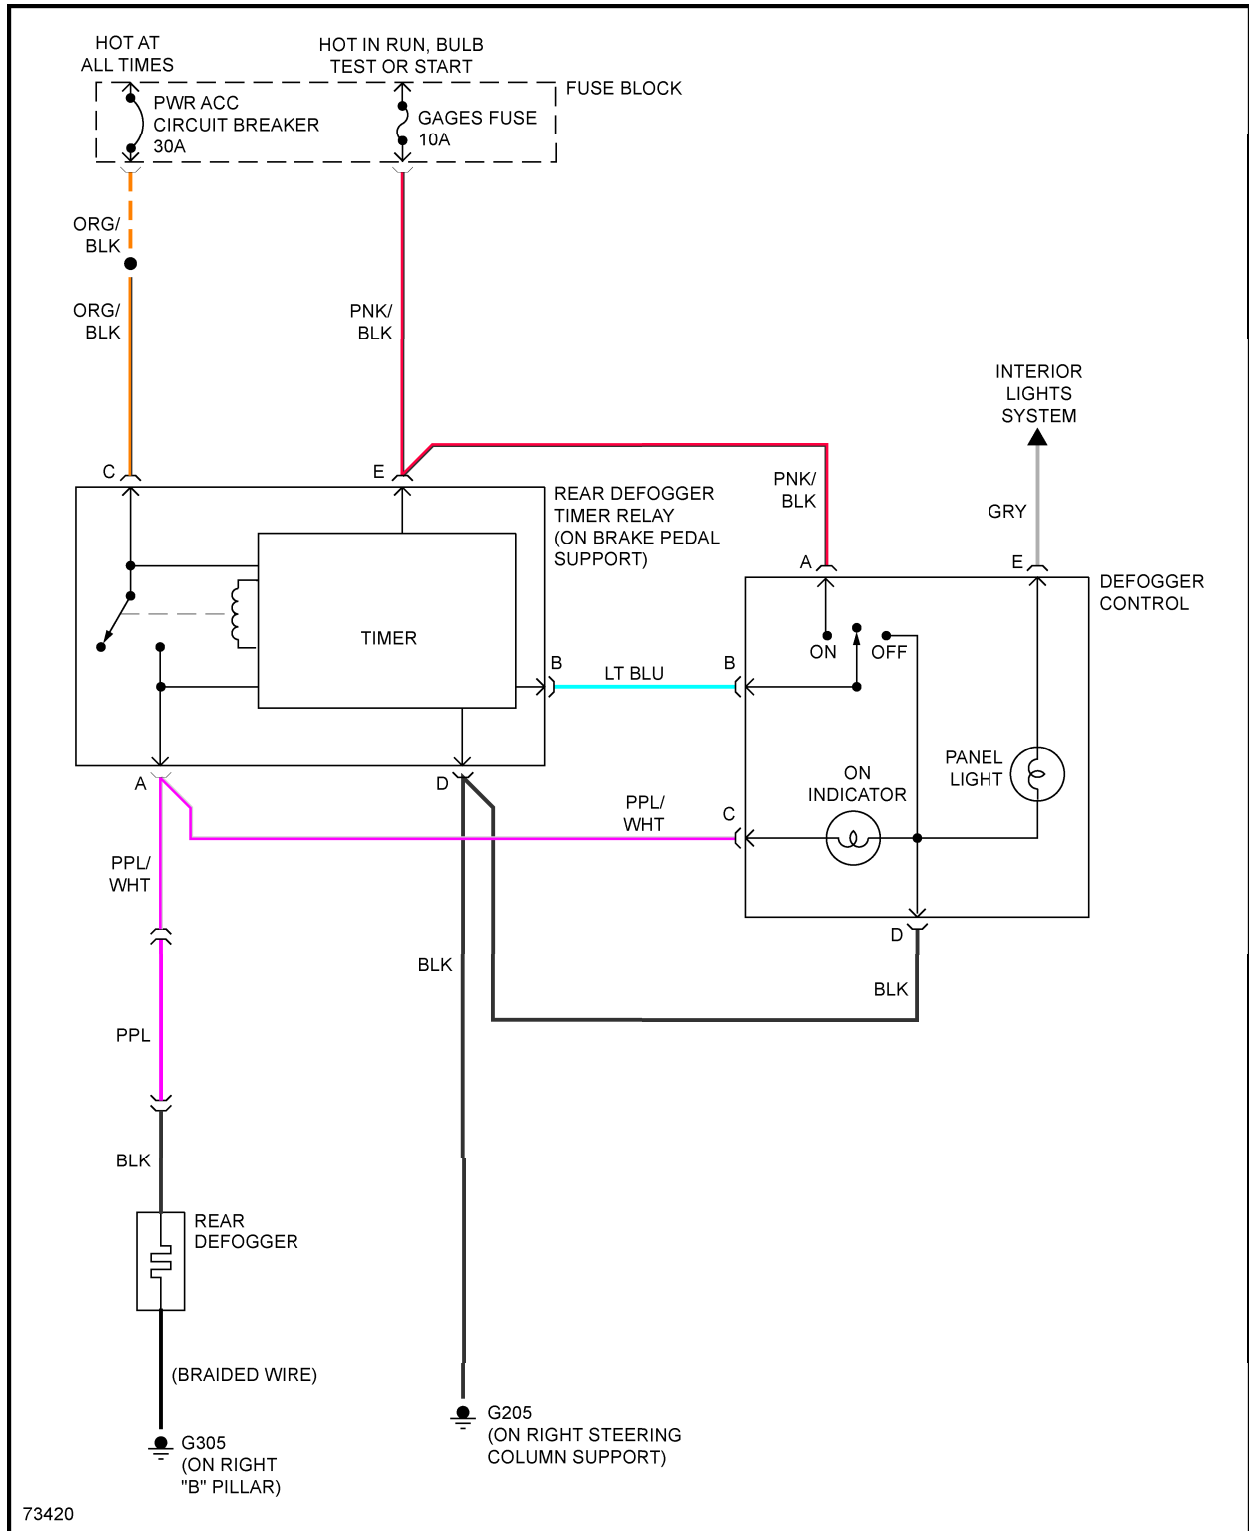 HOT AT
ALL TIMES
HOT IN RUN, BULB
TEST OR START
FUSE BLOCK
PWR ACC
CIRCUIT BREAKER
30A
GAGES FUSE
10A
ORG/
BLK
ORG/
BLK
PNK/
BLK
INTERIOR
LIGHTS
SYSTEM
C
E
REAR DEFOGGER
TIMER RELAY
(ON BRAKE PEDAL
SUPPORT)
PNK/
BLK
GRY
A
E
DEFOGGER
CONTROL
TIMER
ON
OFF
B
LT BLU
B
PANEL
LIGHT
ON
INDICATOR
A
D
PPL/
WHT
C
PPL/
WHT
D
BLK
BLK
PPL
BLK
REAR
DEFOGGER
(BRAIDED WIRE)
G205
(ON RIGHT STEERING
COLUMN SUPPORT)
G305
(ON RIGHT
"B" PILLAR)
73420